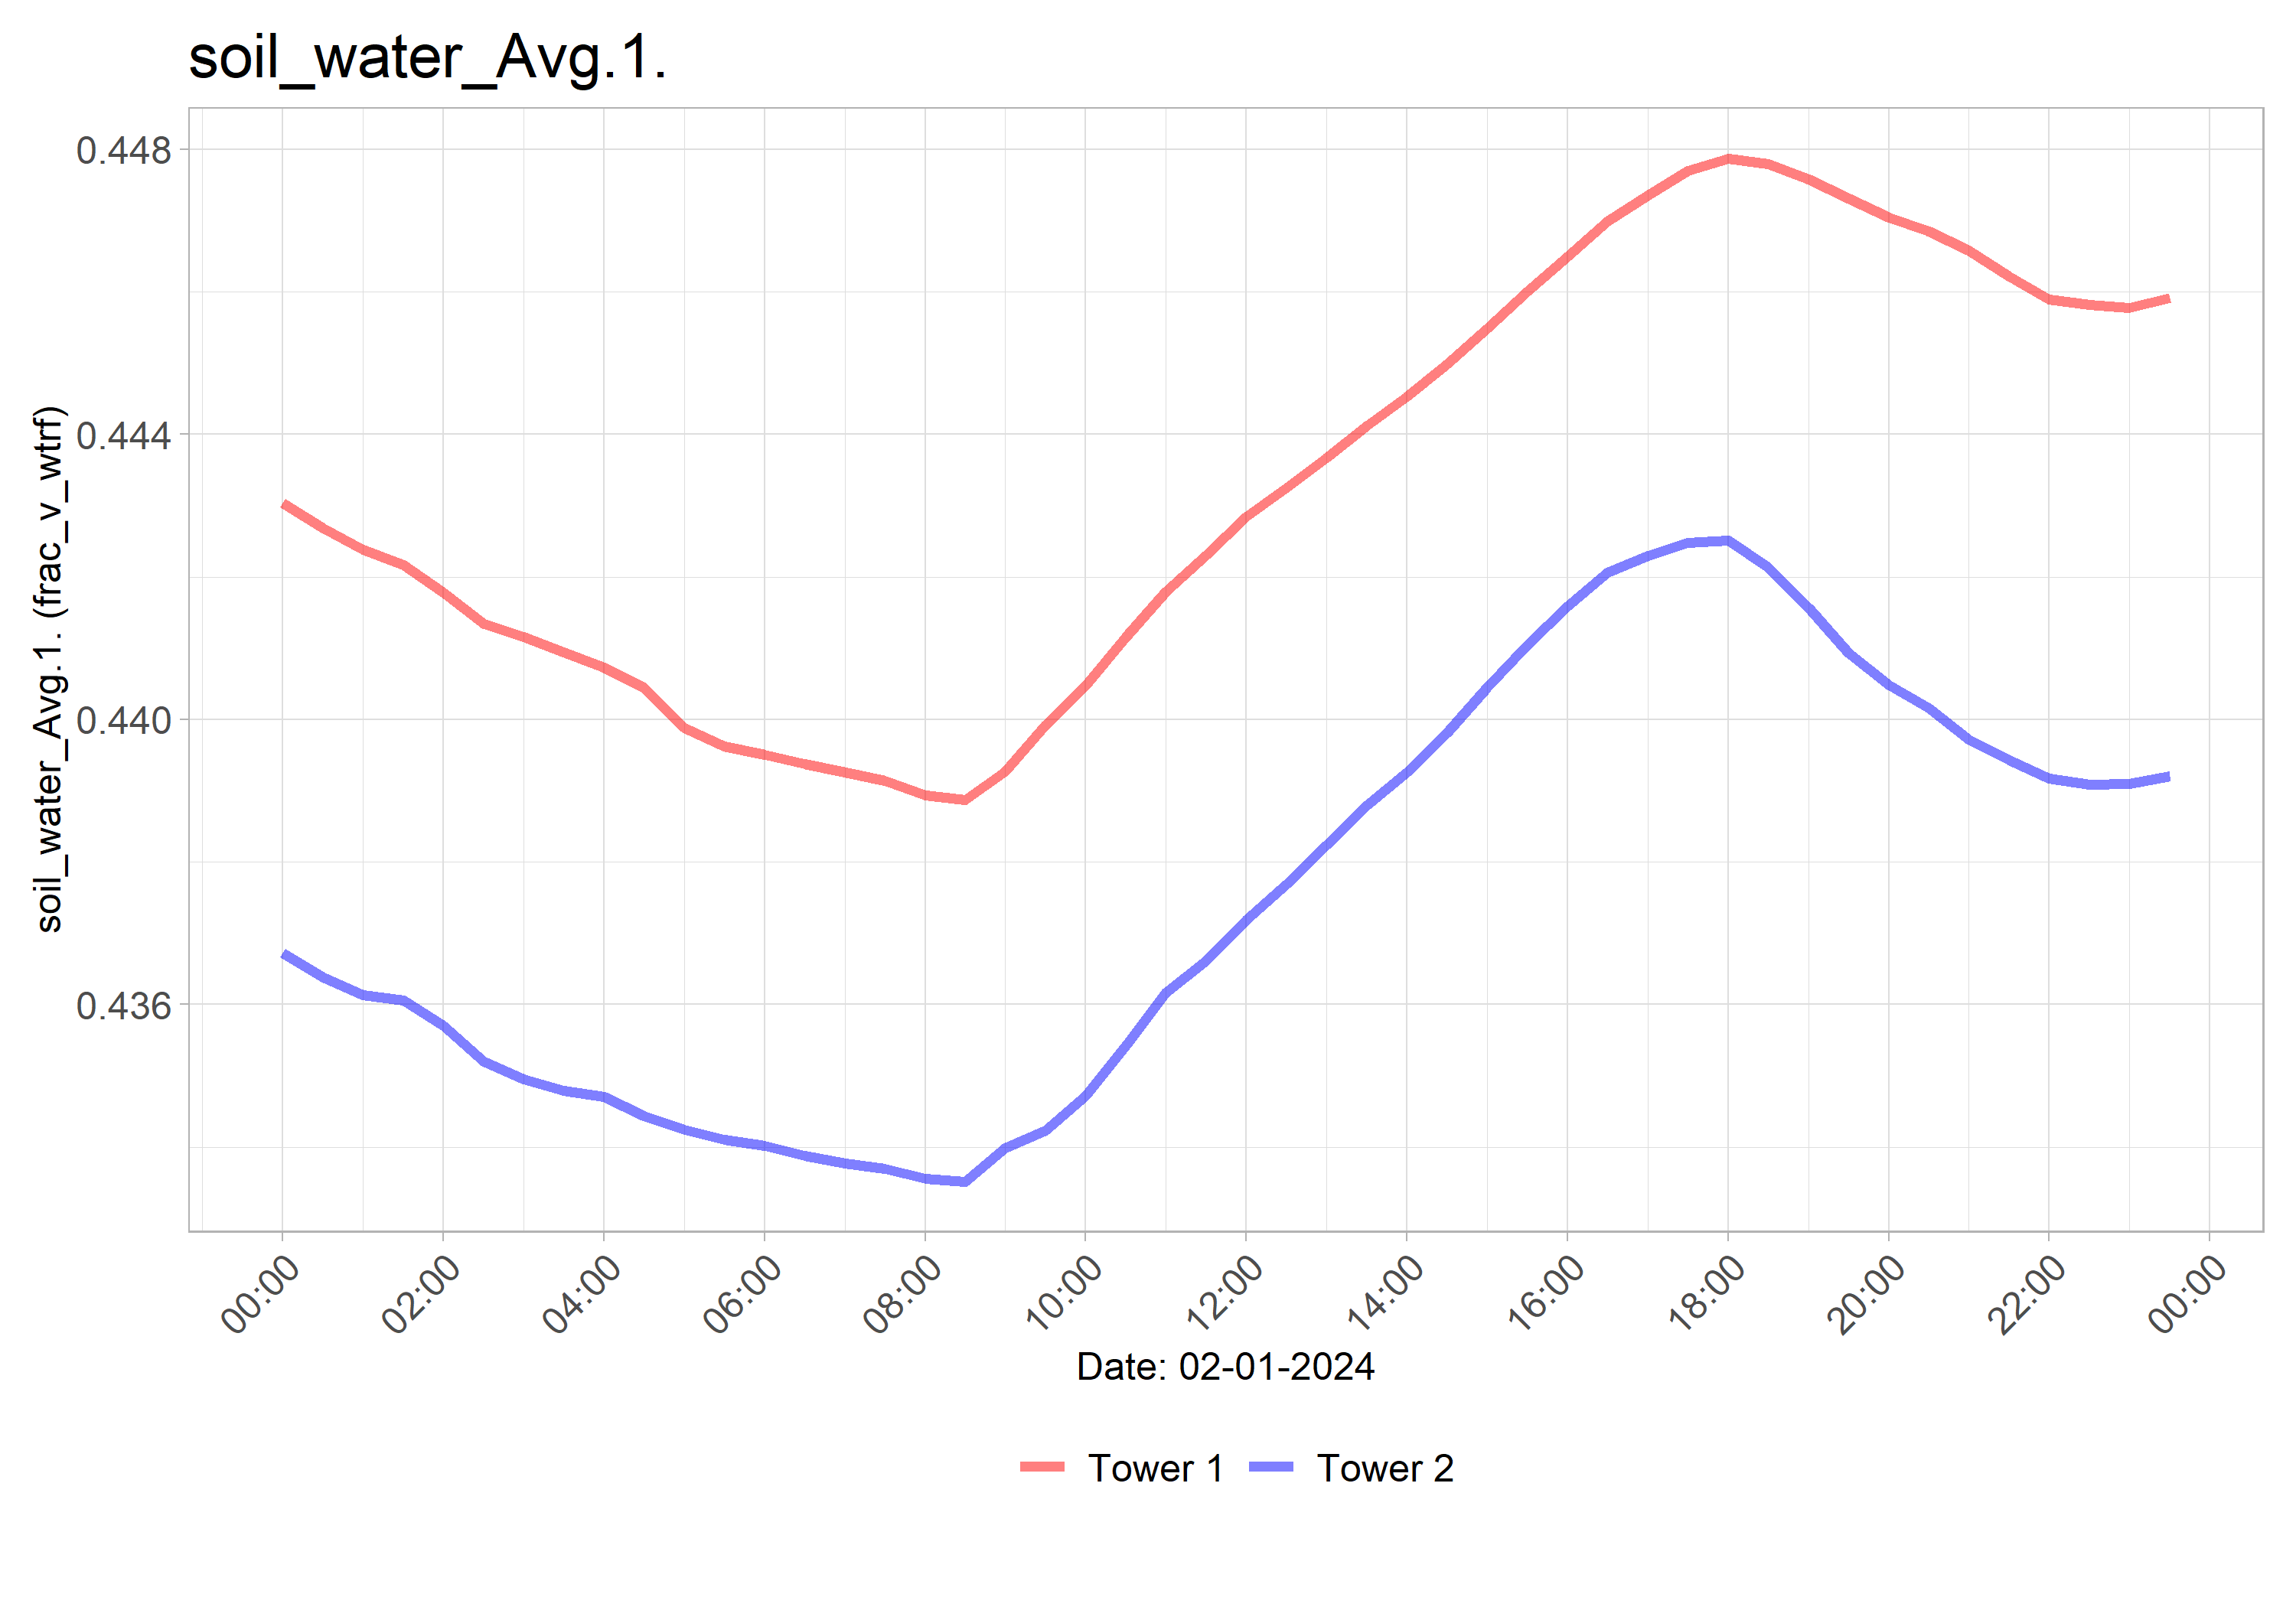 soil_water_Avg.1.
soil_water_Avg.1. (frac_v_wtrf)
0.448
0.444
0.440
0.436
00:00 02:00 04:00 06:00 08:00 10:00 12:00 14:00 16:00 18:00 20:00 22:00 00:00
Date: 02-01-2024
Tower 1 Tower 2